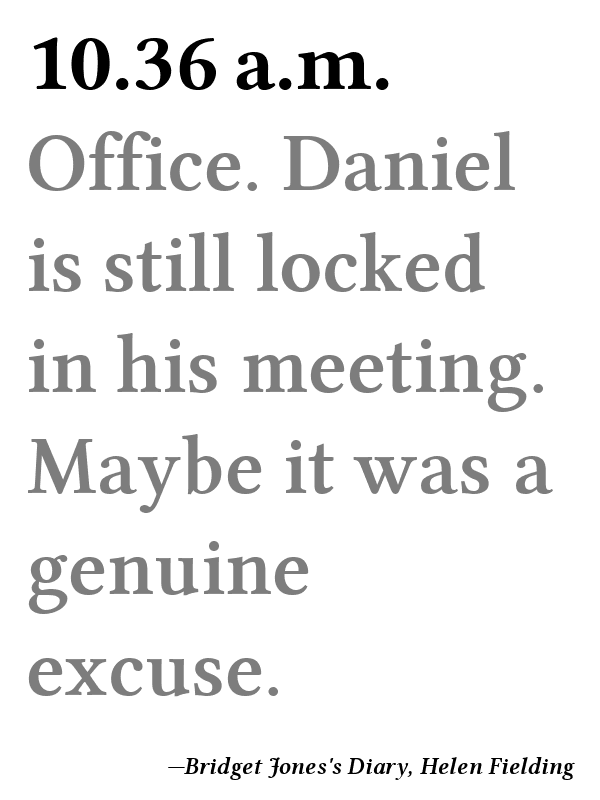 10.36 a.m.
Office. Daniel
is still locked
in his meeting.
Maybe it was a
genuine
excuse.
—Bridget Jones's Diary, Helen Fielding